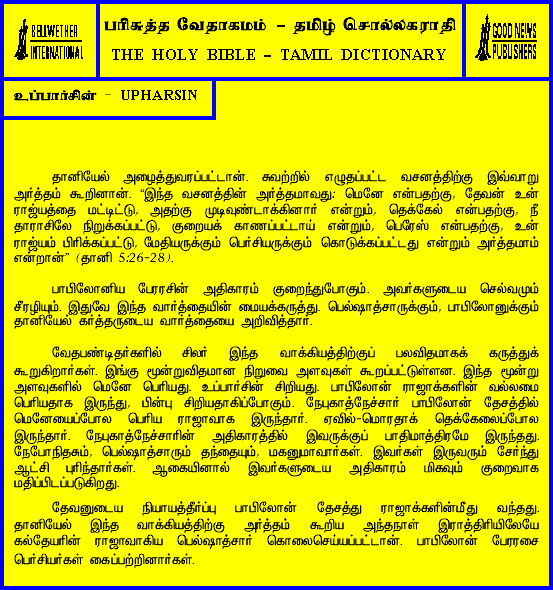 BELLWETHER
INTERNATIONAL
பரிசுத்த வேதாகமம் – தமிழ் சொல்லகராதி
THE HOLY BIBLE – TAMIL DICTIONARY
GOOD NEWS
PUBLISHERS
உப்பார்சின் - UPHARSIN
தானியேல் அழைத்துவரப்பட்டான். சுவற்றில் எழுதப்பட்ட வசனத்திற்கு இவ்வாறு
அர்த்தம் கூறினான். “இந்த வசனத்தின் அர்த்தமாவது: மெனே என்பதற்கு, தேவன் உன்
ராஜ்யத்தை மட்டிட்டு, அதற்கு முடிவுண்டாக்கினார் என்றும், தெக்கேல் என்பதற்கு, நீ
தராசிலே நிறுக்கப்பட்டு, குறையக் காணப்பட்டாய் என்றும், பெரேஸ் என்பதற்கு, உன்
ராஜ்யம் பிரிக்கப்பட்டு, மேதியருக்கும் பெர்சியருக்கும் கொடுக்கப்பட்டது என்றும் அர்த்தமாம்
என்றான்” (தானி 5:26-28).
பாபிலோனிய பேரரசின் அதிகாரம் குறைந்துபோகும். அவர்களுடைய செல்வமும்
சீரழியும். இதுவே இந்த வார்த்தையின் மையக்கருத்து. பெல்ஷாத்சாருக்கும், பாபிலோனுக்கும்
தானியேல் கர்த்தருடைய வார்த்தையை அறிவித்தார்.
வேதபண்டிதர்களில் சிலர் இந்த வாக்கியத்திற்குப் பலவிதமாகக் கருத்துக்
கூறுகிறார்கள். இங்கு மூன்றுவிதமான நிறுவை அளவுகள் கூறப்பட்டுள்ளன. இந்த மூன்று
அளவுகளில் மெனே பெரியது. உப்பார்சின் சிறியது. பாபிலோன் ராஜாக்களின் வல்லமை
பெரியதாக இருந்து, பின்பு சிறியதாகிப்போகும். நேபுகாத்நேச்சார் பாபிலோன் தேசத்தில்
மெனேயைப்போல பெரிய ராஜாவாக இருந்தார். ஏவில்-மெராதாக் தெக்கேலைப்போல
இருந்தார். நேபுகாத்நேச்சாரின் அதிகாரத்தில் இவருக்குப் பாதிமாத்திரமே இருந்தது.
நேபோநிதசும், பெல்ஷாத்சாரும் தந்தையும், மகனுமாவார்கள். இவர்கள் இருவரும் சேர்ந்து
ஆட்சி புரிந்தார்கள். ஆகையினால் இவர்களுடைய அதிகாரம் மிகவும் குறைவாக
மதிப்பிடப்படுகிறது.
தேவனுடைய நியாயத்தீர்ப்பு பாபிலோன் தேசத்து ராஜாக்களின்மீது வந்தது.
தானியேல் இந்த வாக்கியத்திற்கு அர்த்தம் கூறிய அந்தநாள் இராத்திரியிலேயே
கல்தேயரின் ராஜாவாகிய பெல்ஷாத்சார் கொலைசெய்யப்பட்டான். பாபிலோன் பேரரசை
பெர்சியர்கள் கைப்பற்றினார்கள்.